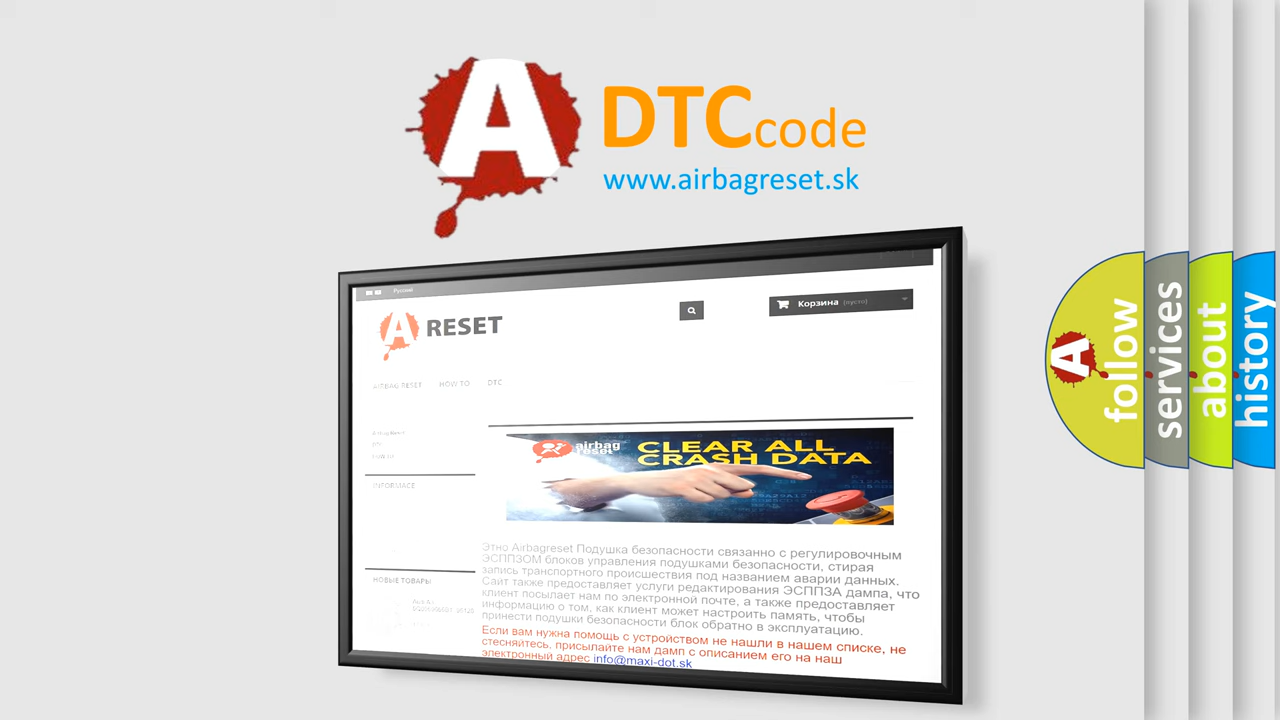 A
DTC code
www.airbagreset.sk
Русский
A RESET
Корзина (пусто)
AIRBAG RESET HOW TO DTC
INFORMACE
airbag
reset
CLEAR ALL
CRASH DATA
Этно Airbagreset Подушка безопасности связанно с регулировочным
ЭСППЗОМ блоков управления подушками безопасности, стирая
запись транспортного происшествия под названием аварии данных.
Сайт также предоставляет услуги редактирования ЭСППЗА дампа, что
клиент посылает нам по электронной почте, а также предоставляет
информацию о том, как клиент может настроить память, чтобы
принести подушки безопасности блок обратно в эксплуатацию.
Если вам нужна помощь с устройством не нашли в нашем списке, не
стесняйтесь, присылайте нам дамп с описанием его на наш
электронный адрес info@maxi-dot.sk
НОВЫЕ ТОВАРЫ
A
follow
services
about
history